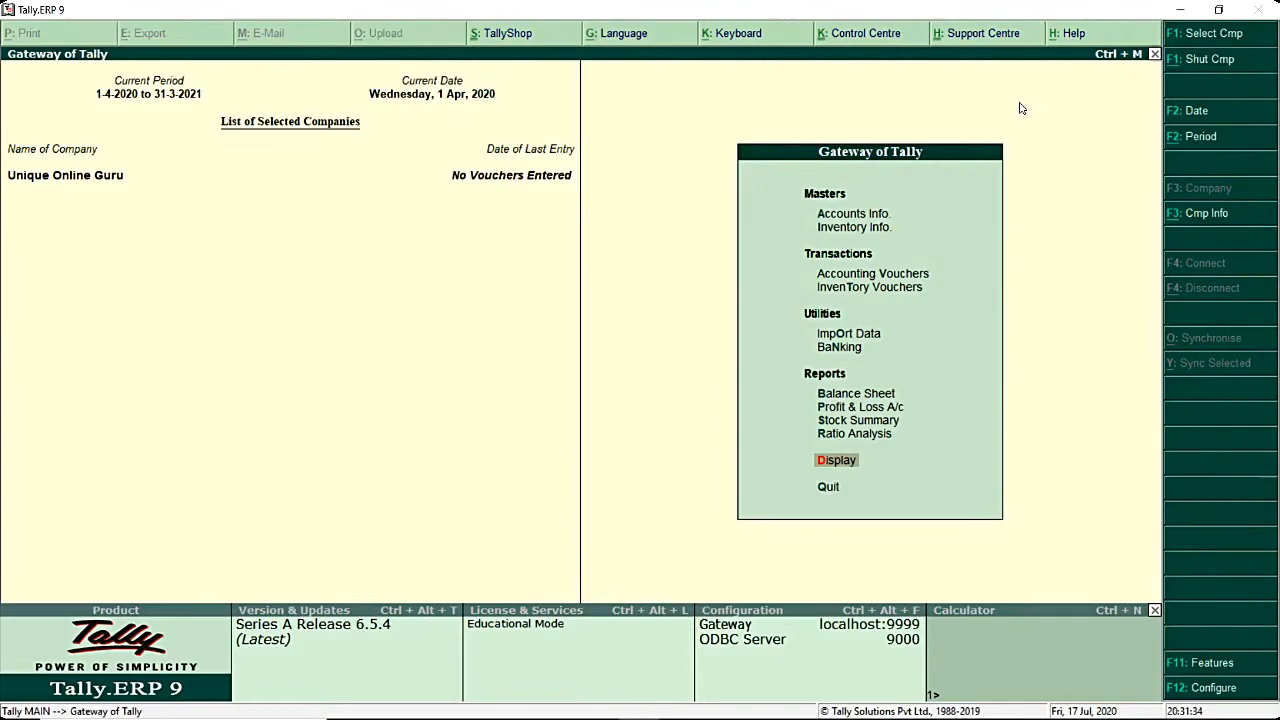 Tally.ERP 9
P: Print
E: Export
M: E-Mail
O: Upload
S: TallyShop
G: Language
K: Keyboard
K: Control Centre
H: Support Centre
H: Help
Gateway of Tally
Ctrl + M
Current Period
1-4-2020 to 31-3-2021
Current Date
Wednesday, 1 Apr, 2020
List of Selected Companies
Name of Company
Date of Last Entry
Unique Online Guru
No Vouchers Entered
Gateway of Tally
Masters
Accounts Info.
Inventory Info.
Transactions
Accounting Vouchers
InvenTory Vouchers
Utilities
ImpOrt Data
BaNking
Reports
Balance Sheet
Profit & Loss A/c
Stock Summary
Ratio Analysis
Display
Quit
F1: Select Cmp
F1: Shut Cmp
F2: Date
F2: Period
F3: Company
F3: Cmp Info
F4: Connect
F4: Disconnect
O: Synchronise
Y: Sync Selected
F11: Features
F12: Configure
Product
Tally
POWER OF SIMPLICITY
Tally.ERP 9
Version & Updates Ctrl + Alt + T
Series A Release 6.5.4
(Latest)
License & Services Ctrl + Alt + L
Educational Mode
Configuration Ctrl + Alt + F
Gateway localhost:9999
ODBC Server 9000
Calculator Ctrl + N
1>
Tally MAIN --> Gateway of Tally
© Tally Solutions Pvt Ltd., 1988-2019
Fri, 17 Jul, 2020
20:31:34